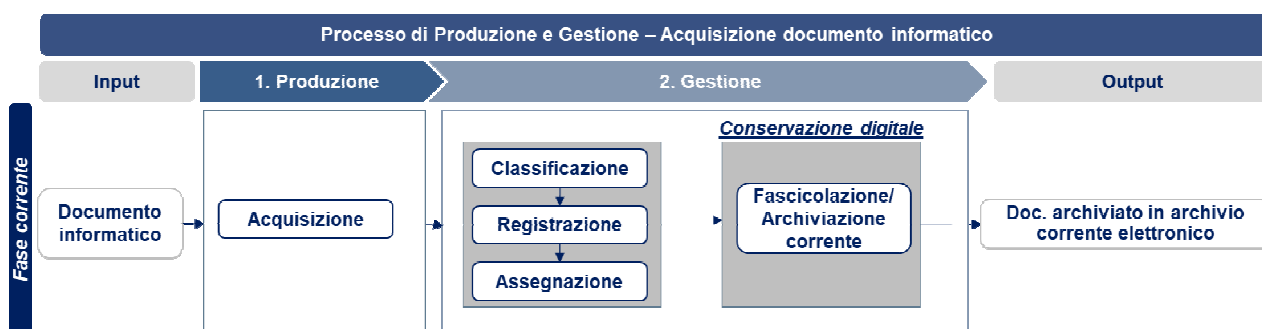 Processo di Produzione e Gestione – Acquisizione documento informatico
Input
1. Produzione
2. Gestione
Output
Fase corrente
Documento
informatico
Acquisizione
Classificazione
Registrazione
Assegnazione
Conservazione digitale
Fascicolazione/
Archiviazione
corrente
Doc. archiviato in archivio
corrente elettronico